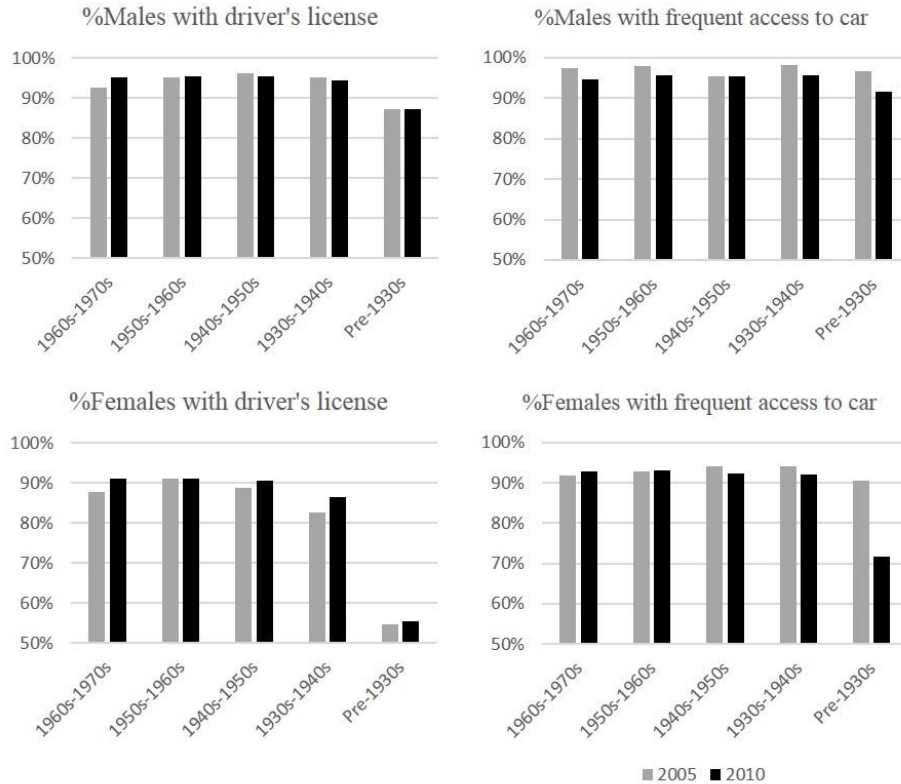 %Males with driver's license
100%
90%
80%
70%
60%
50%
1960s-1970s
1950s-1960s
1940s-1950s
1930s-1940s
Pre-1930s
%Males with frequent access to car
100%
90%
80%
70%
60%
50%
1960s-1970s
1950s-1960s
1940s-1950s
1930s-1940s
Pre-1930s
%Females with driver's license
100%
90%
80%
70%
60%
50%
1960s-1970s
1950s-1960s
1940s-1950s
1930s-1940s
Pre-1930s
%Females with frequent access to car
100%
90%
80%
70%
60%
50%
1960s-1970s
1950s-1960s
1940s-1950s
1930s-1940s
Pre-1930s
2005 2010